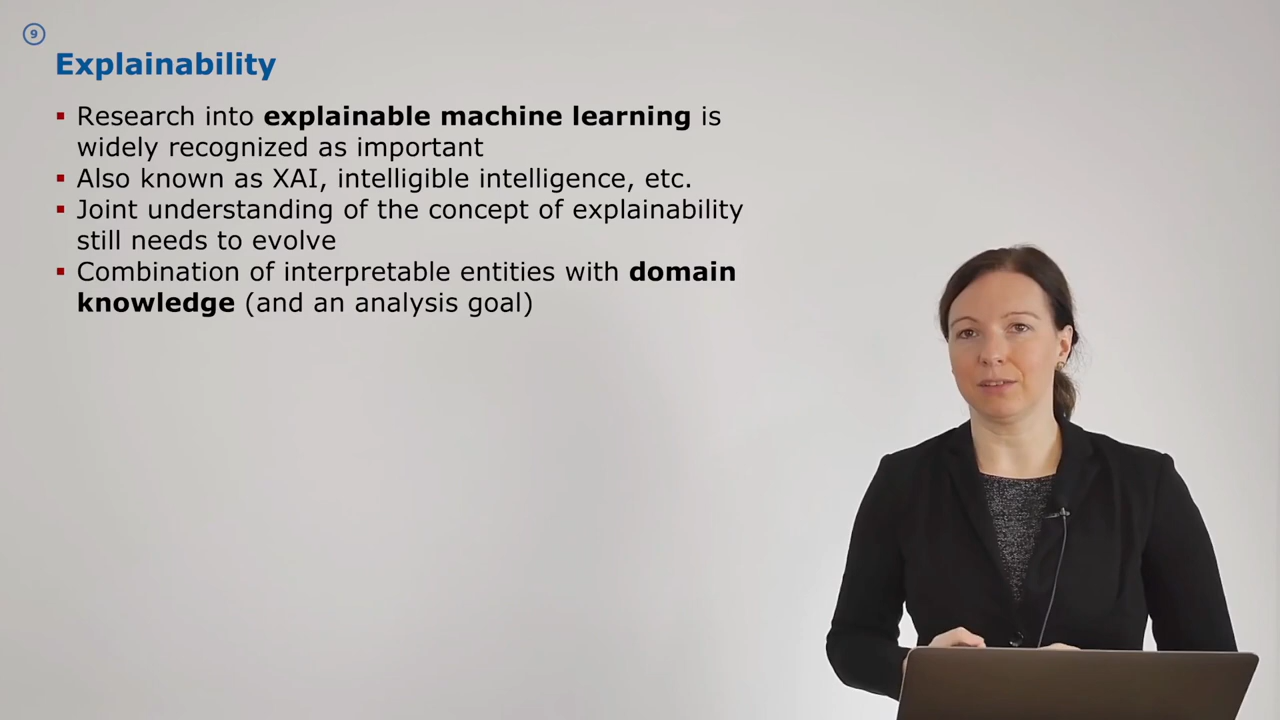 9
Explainability
▪ Research into explainable machine learning is
widely recognized as important
▪ Also known as XAI, intelligible intelligence, etc.
▪ Joint understanding of the concept of explainability
still needs to evolve
▪ Combination of interpretable entities with domain
knowledge (and an analysis goal)